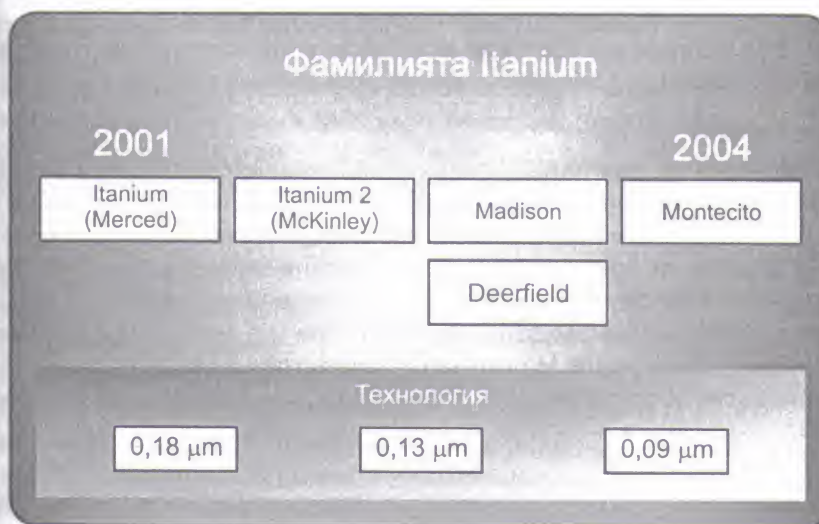 Фамилията Itanium
2001
2004
Itanium
(Merced)
Itanium 2
(McKinley)
Madison
Montecito
Deerfield
Технология
0,18 μm
0,13 μm
0,09 μm